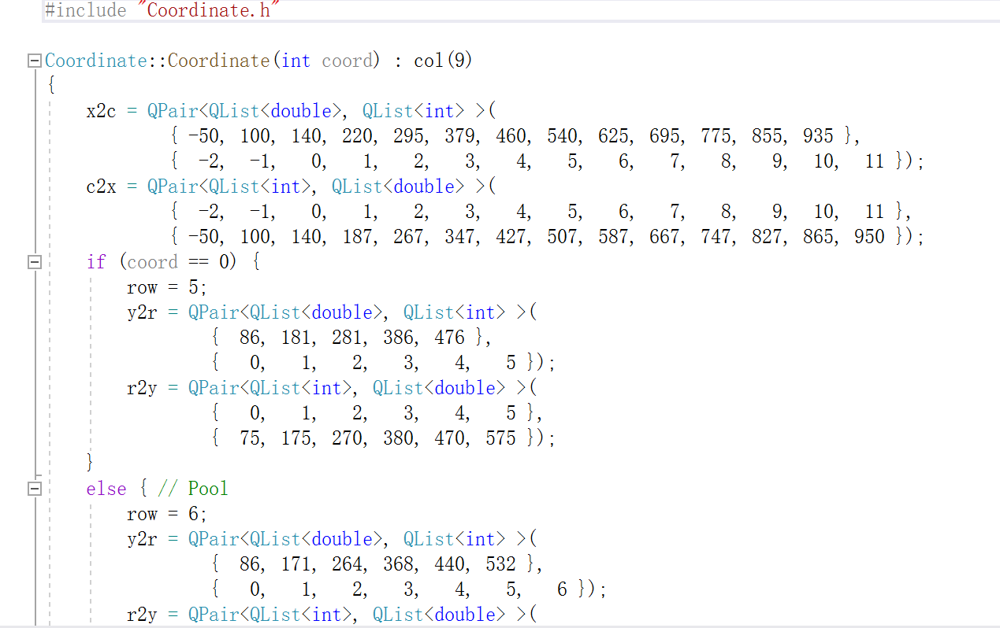 #include "Coordinate.h"
Coordinate::Coordinate(int coord) : col(9)
{
x2c = QPair<QList<double>, QList<int> >(
{ -50, 100, 140, 220, 295, 379, 460, 540, 625, 695, 775, 855, 935 },
{ -2, -1, 0, 1, 2, 3, 4, 5, 6, 7, 8, 9, 10, 11 });
c2x = QPair<QList<int>, QList<double> >(
{ -2, -1, 0, 1, 2, 3, 4, 5, 6, 7, 8, 9, 10, 11 },
{ -50, 100, 140, 187, 267, 347, 427, 507, 587, 667, 747, 827, 865, 950 });
if (coord == 0) {
row = 5;
y2r = QPair<QList<double>, QList<int> >(
{ 86, 181, 281, 386, 476 },
{ 0, 1, 2, 3, 4, 5 });
r2y = QPair<QList<int>, QList<double> >(
{ 0, 1, 2, 3, 4, 5 },
{ 75, 175, 270, 380, 470, 575 });
}
else { // Pool
row = 6;
y2r = QPair<QList<double>, QList<int> >(
{ 86, 171, 264, 368, 440, 532 },
{ 0, 1, 2, 3, 4, 5, 6 });
r2y = QPair<QList<int>, QList<double> >(